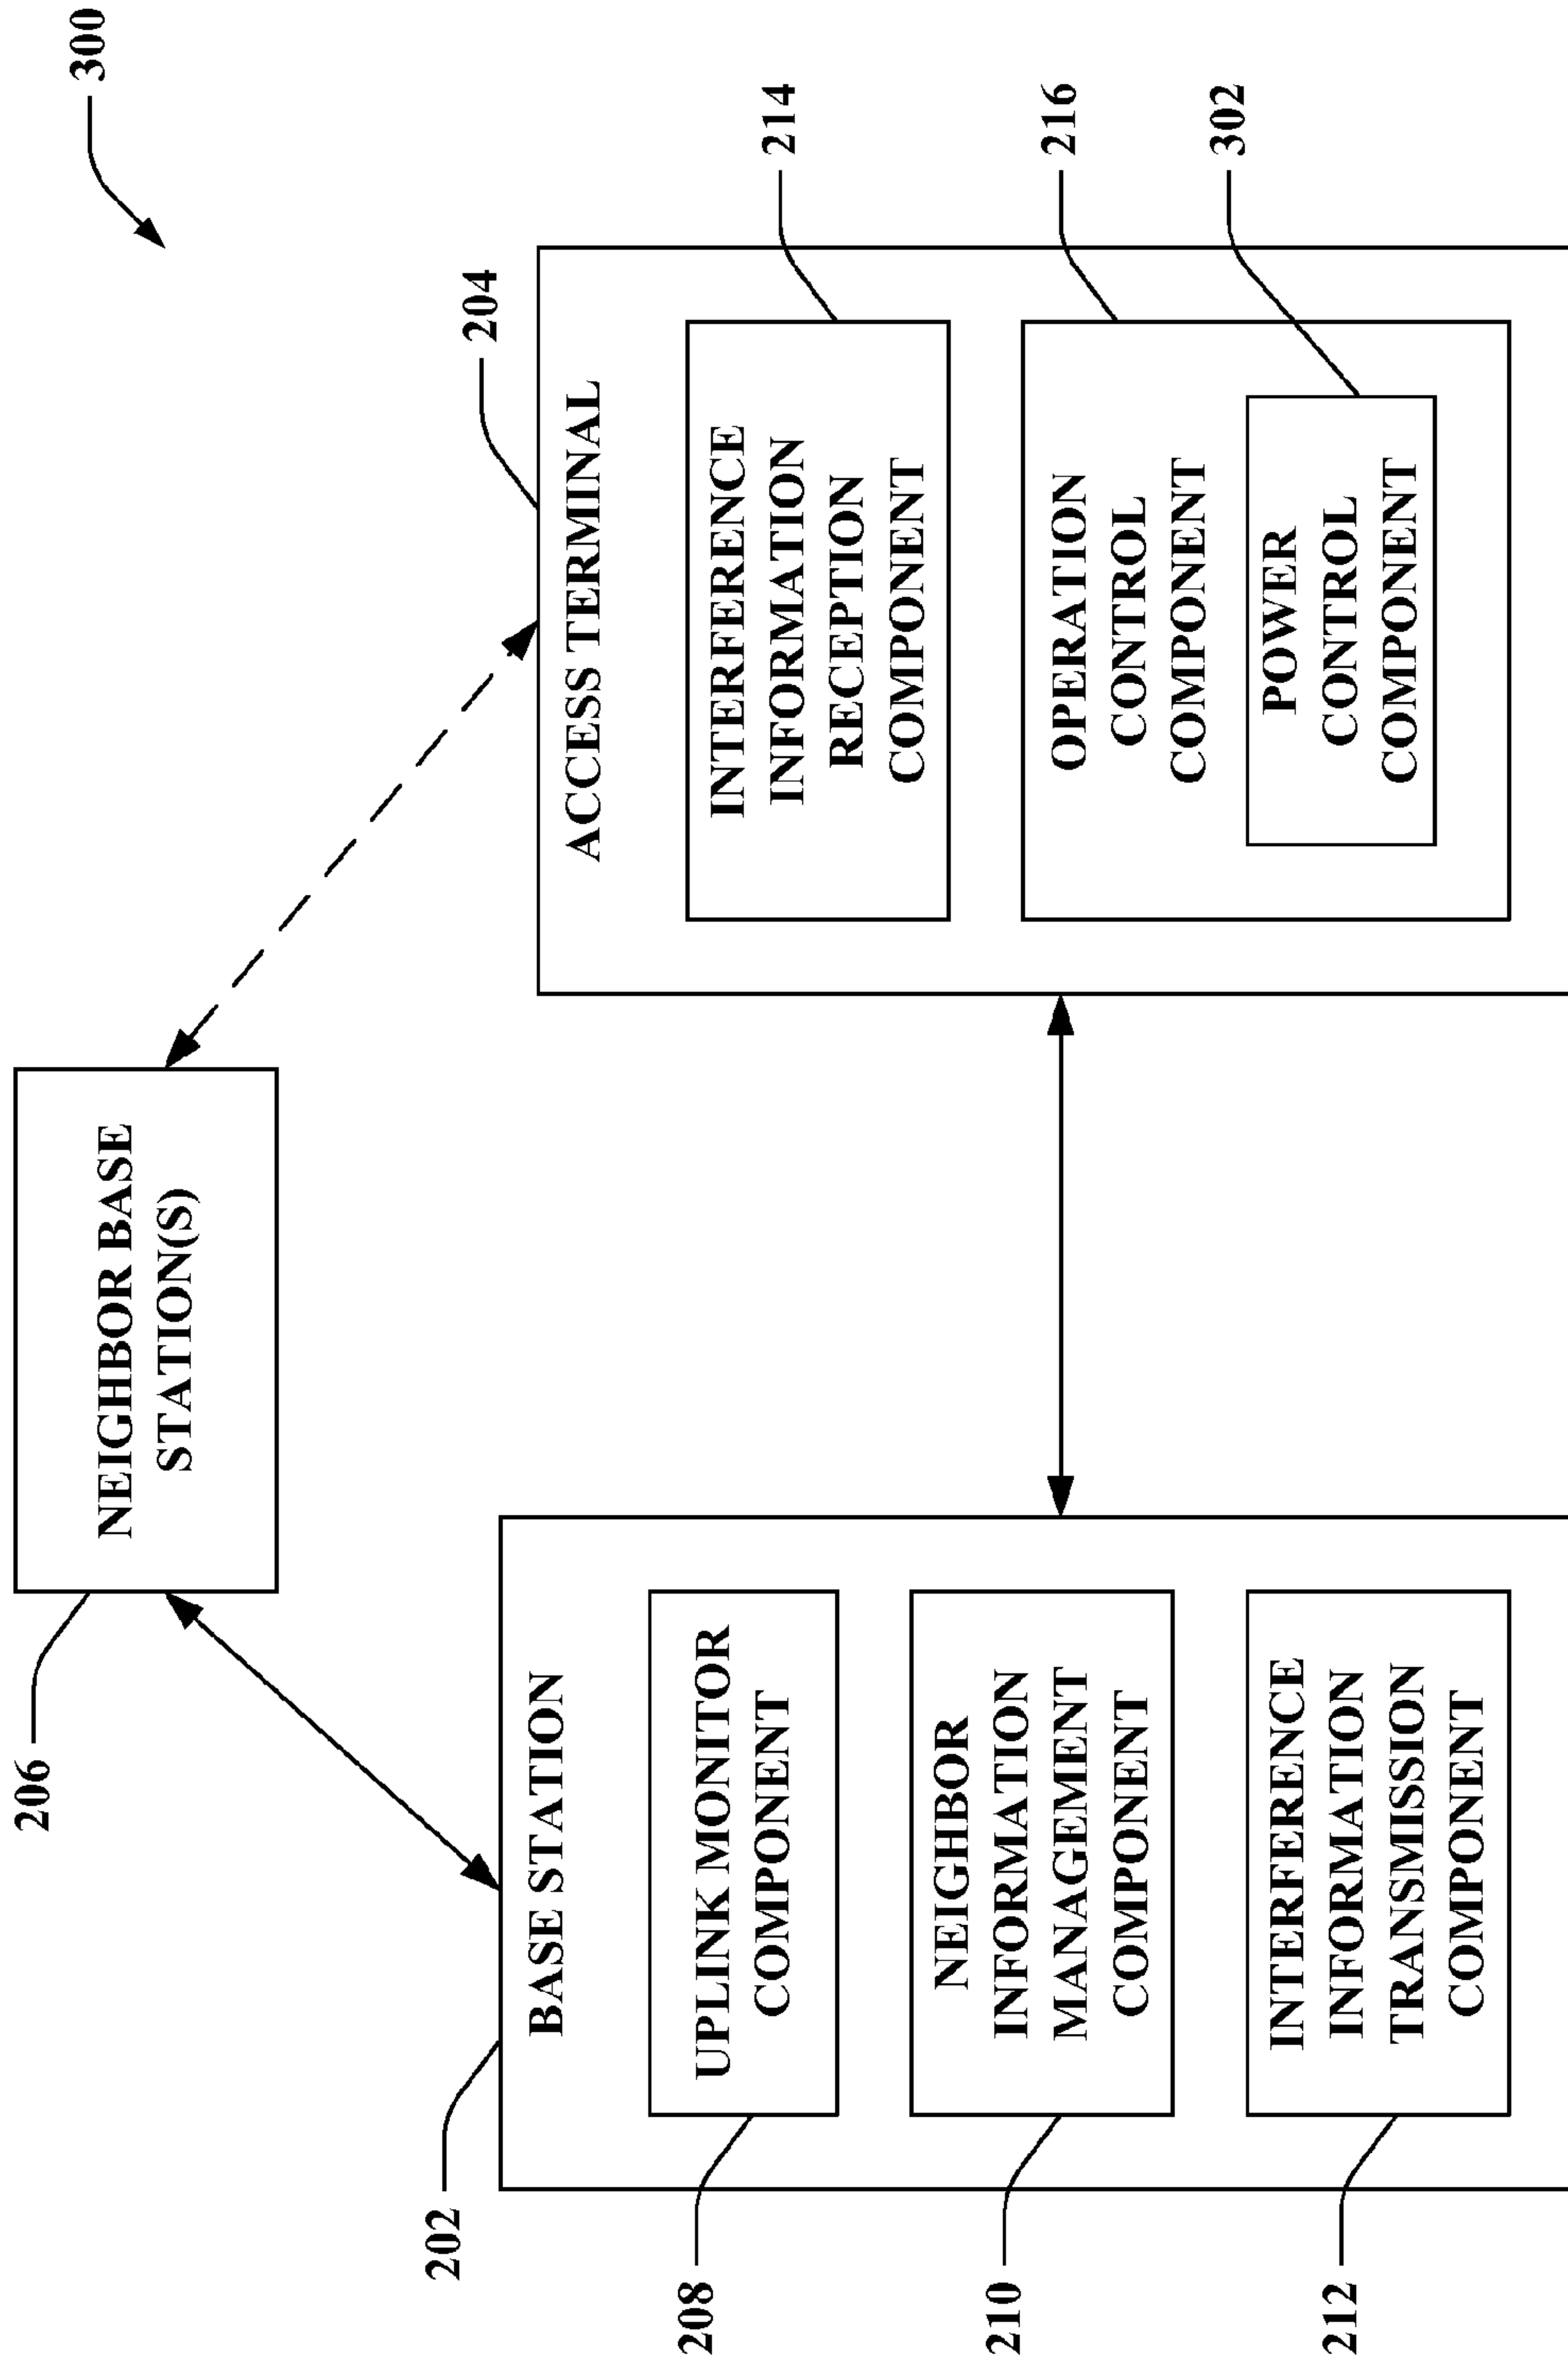 300
NEIGHBOR BASE
STATION(S)
206
204
202
BASE STATION
UPLINK MONITOR
COMPONENT
208
NEIGHBOR
INFORMATION
MANAGEMENT
COMPONENT
210
INTERFERENCE
INFORMATION
TRANSMISSION
COMPONENT
212
ACCESS TERMINAL
INTERFERENCE
INFORMATION
RECEPTION
COMPONENT
214
OPERATION
CONTROL
COMPONENT
216
POWER
CONTROL
COMPONENT
302